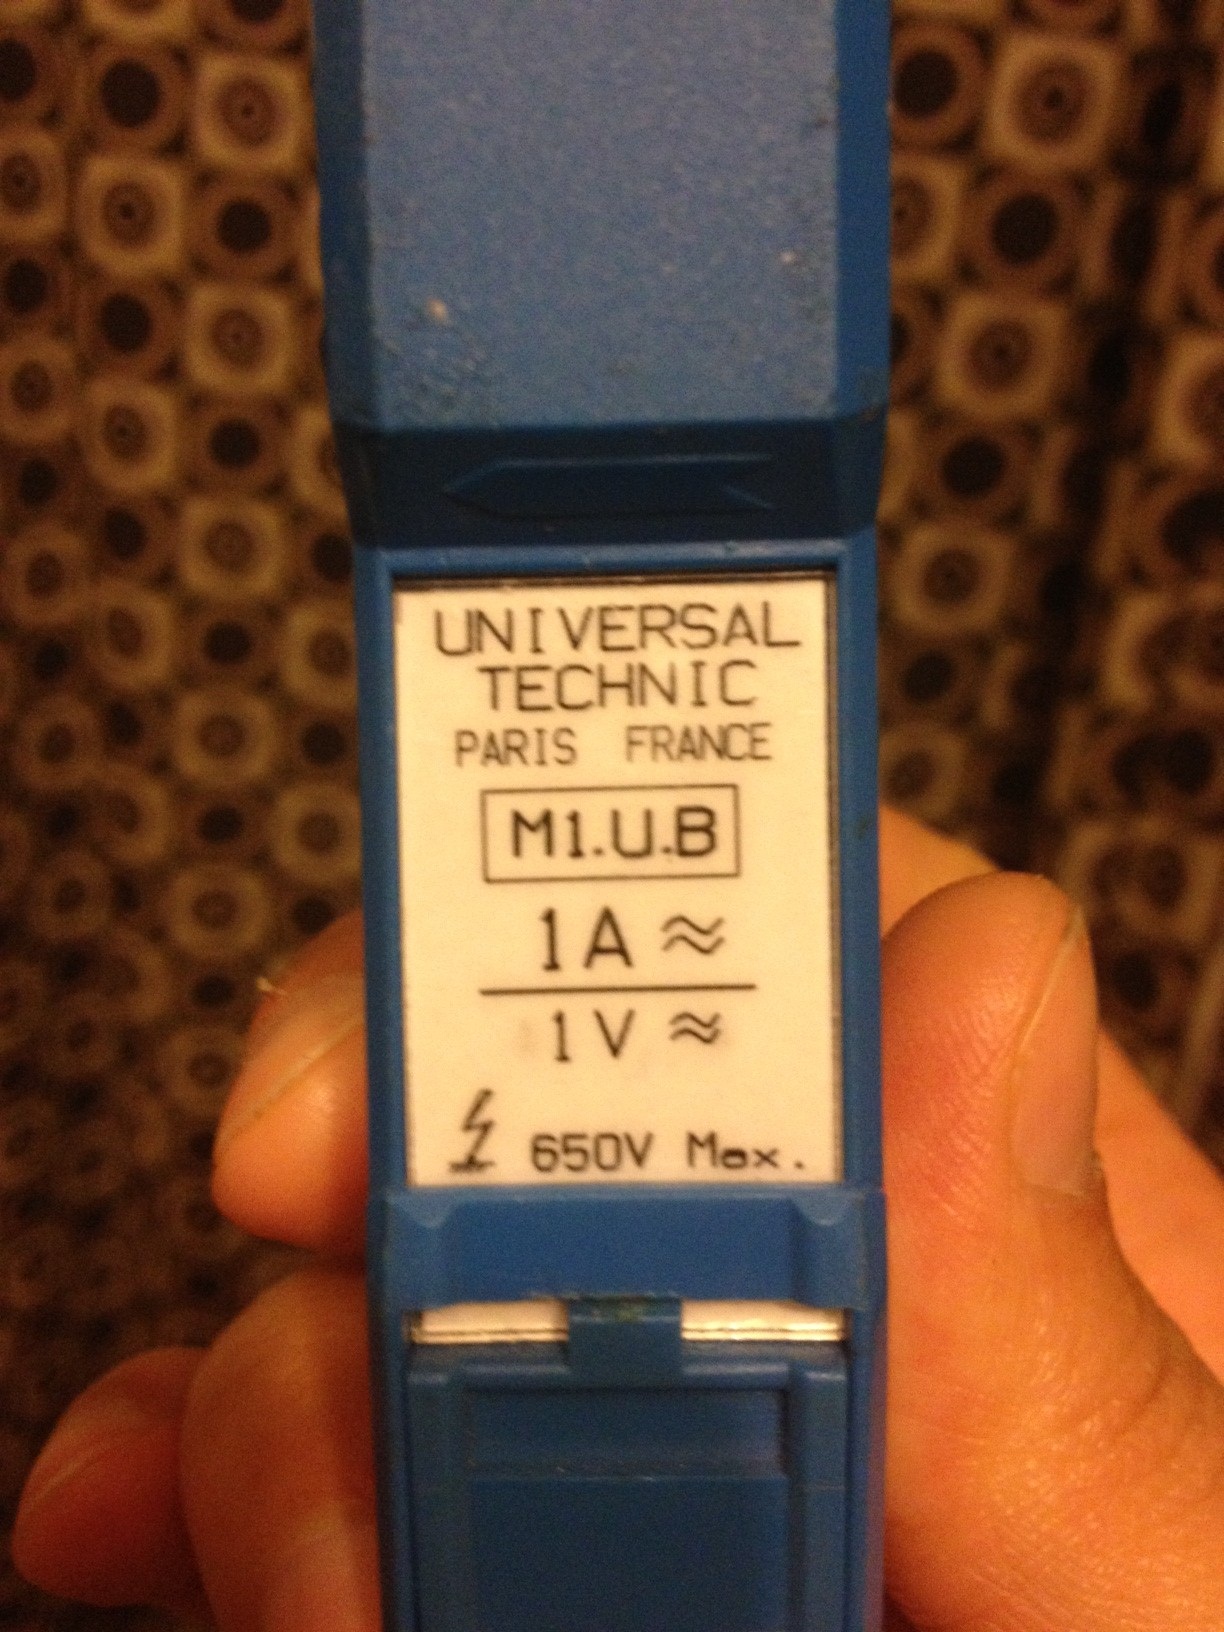 UNIVERSAL
TECHNIC
PARIS FRANCE
M1.U.B
1A ≈
1V ≈
650V Max.